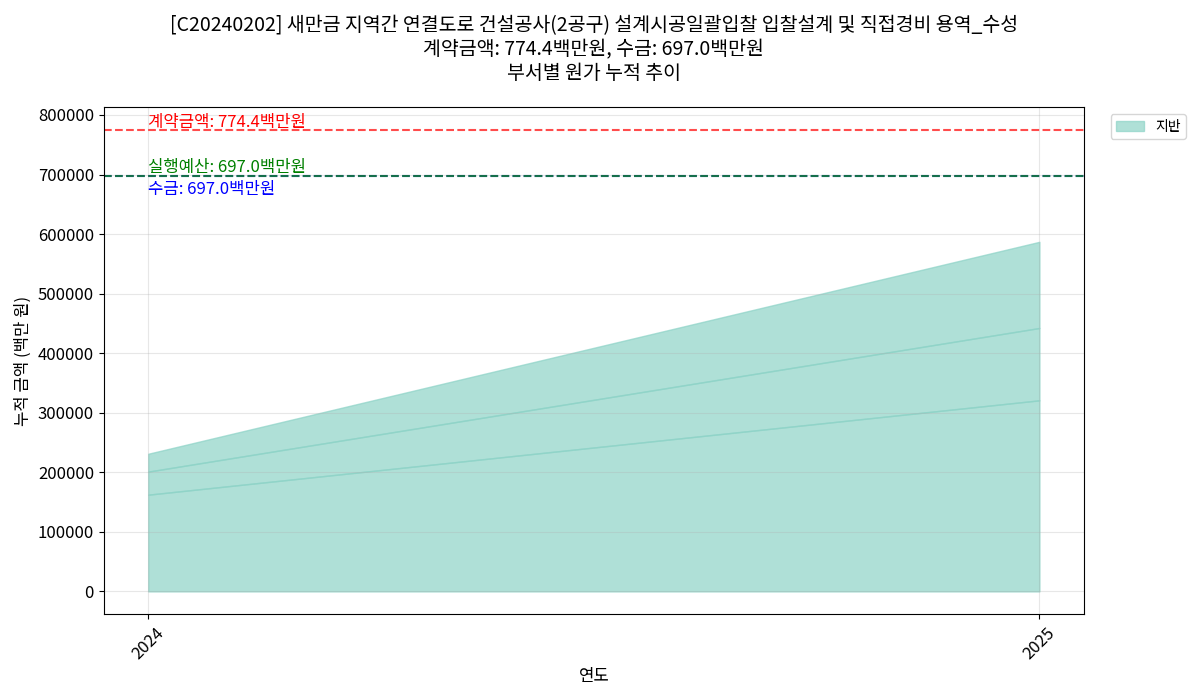 [C20240202] 새만금 지역간 연결도로 건설공사(2공구) 설계시공일괄입찰 입찰설계 및 직접경비 용역_수성
계약금액: 774.4백만원, 수금: 697.0백만원
부서별 원가 누적 추이
800000
계약금액: 774.4백만원
지반
실행예산: 697.0백만원
700000
수금: 697.0백만원
600000
500000
400000
300000
200000
100000
0
누적 금액 (백만 원)
2024
2025
연도